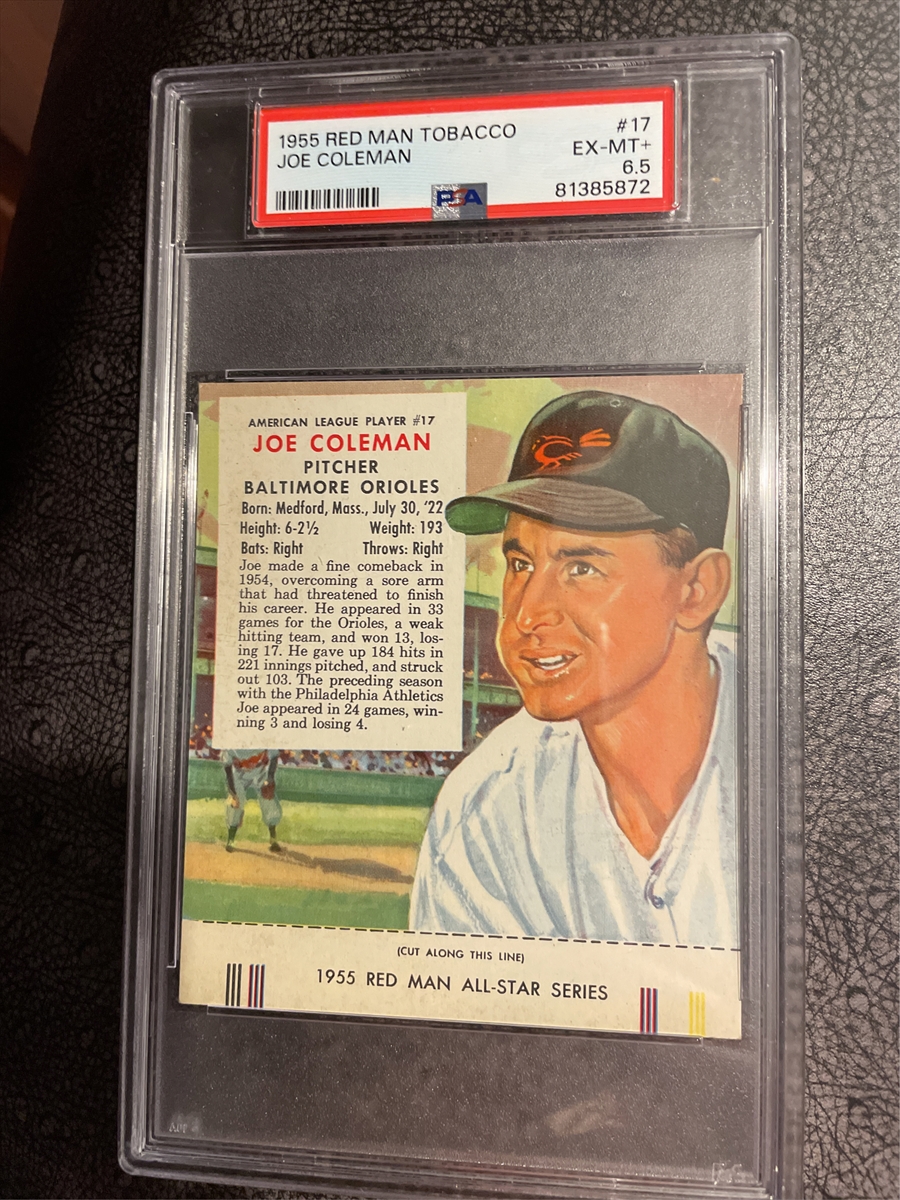 1955 RED MAN TOBACCO #17
JOE COLEMAN EX-MT+
6.5
PSA 81385872
AMERICAN LEAGUE PLAYER #17
JOE COLEMAN
PITCHER
BALTIMORE ORIOLES
Born: Medford, Mass., July 30, '22
Height: 6-2½ Weight: 193
Bats: Right Throws: Right
Joe made a fine comeback in
1954, overcoming a sore arm
that had threatened to finish
his career. He appeared in 33
games for the Orioles, a weak
hitting team, and won 13, los-
ing 17. He gave up 184 hits in
221 innings pitched, and struck
out 103. The preceding season
with the Philadelphia Athletics
Joe appeared in 24 games, win-
ning 3 and losing 4.
(CUT ALONG THIS LINE)
1955 RED MAN ALL-STAR SERIES